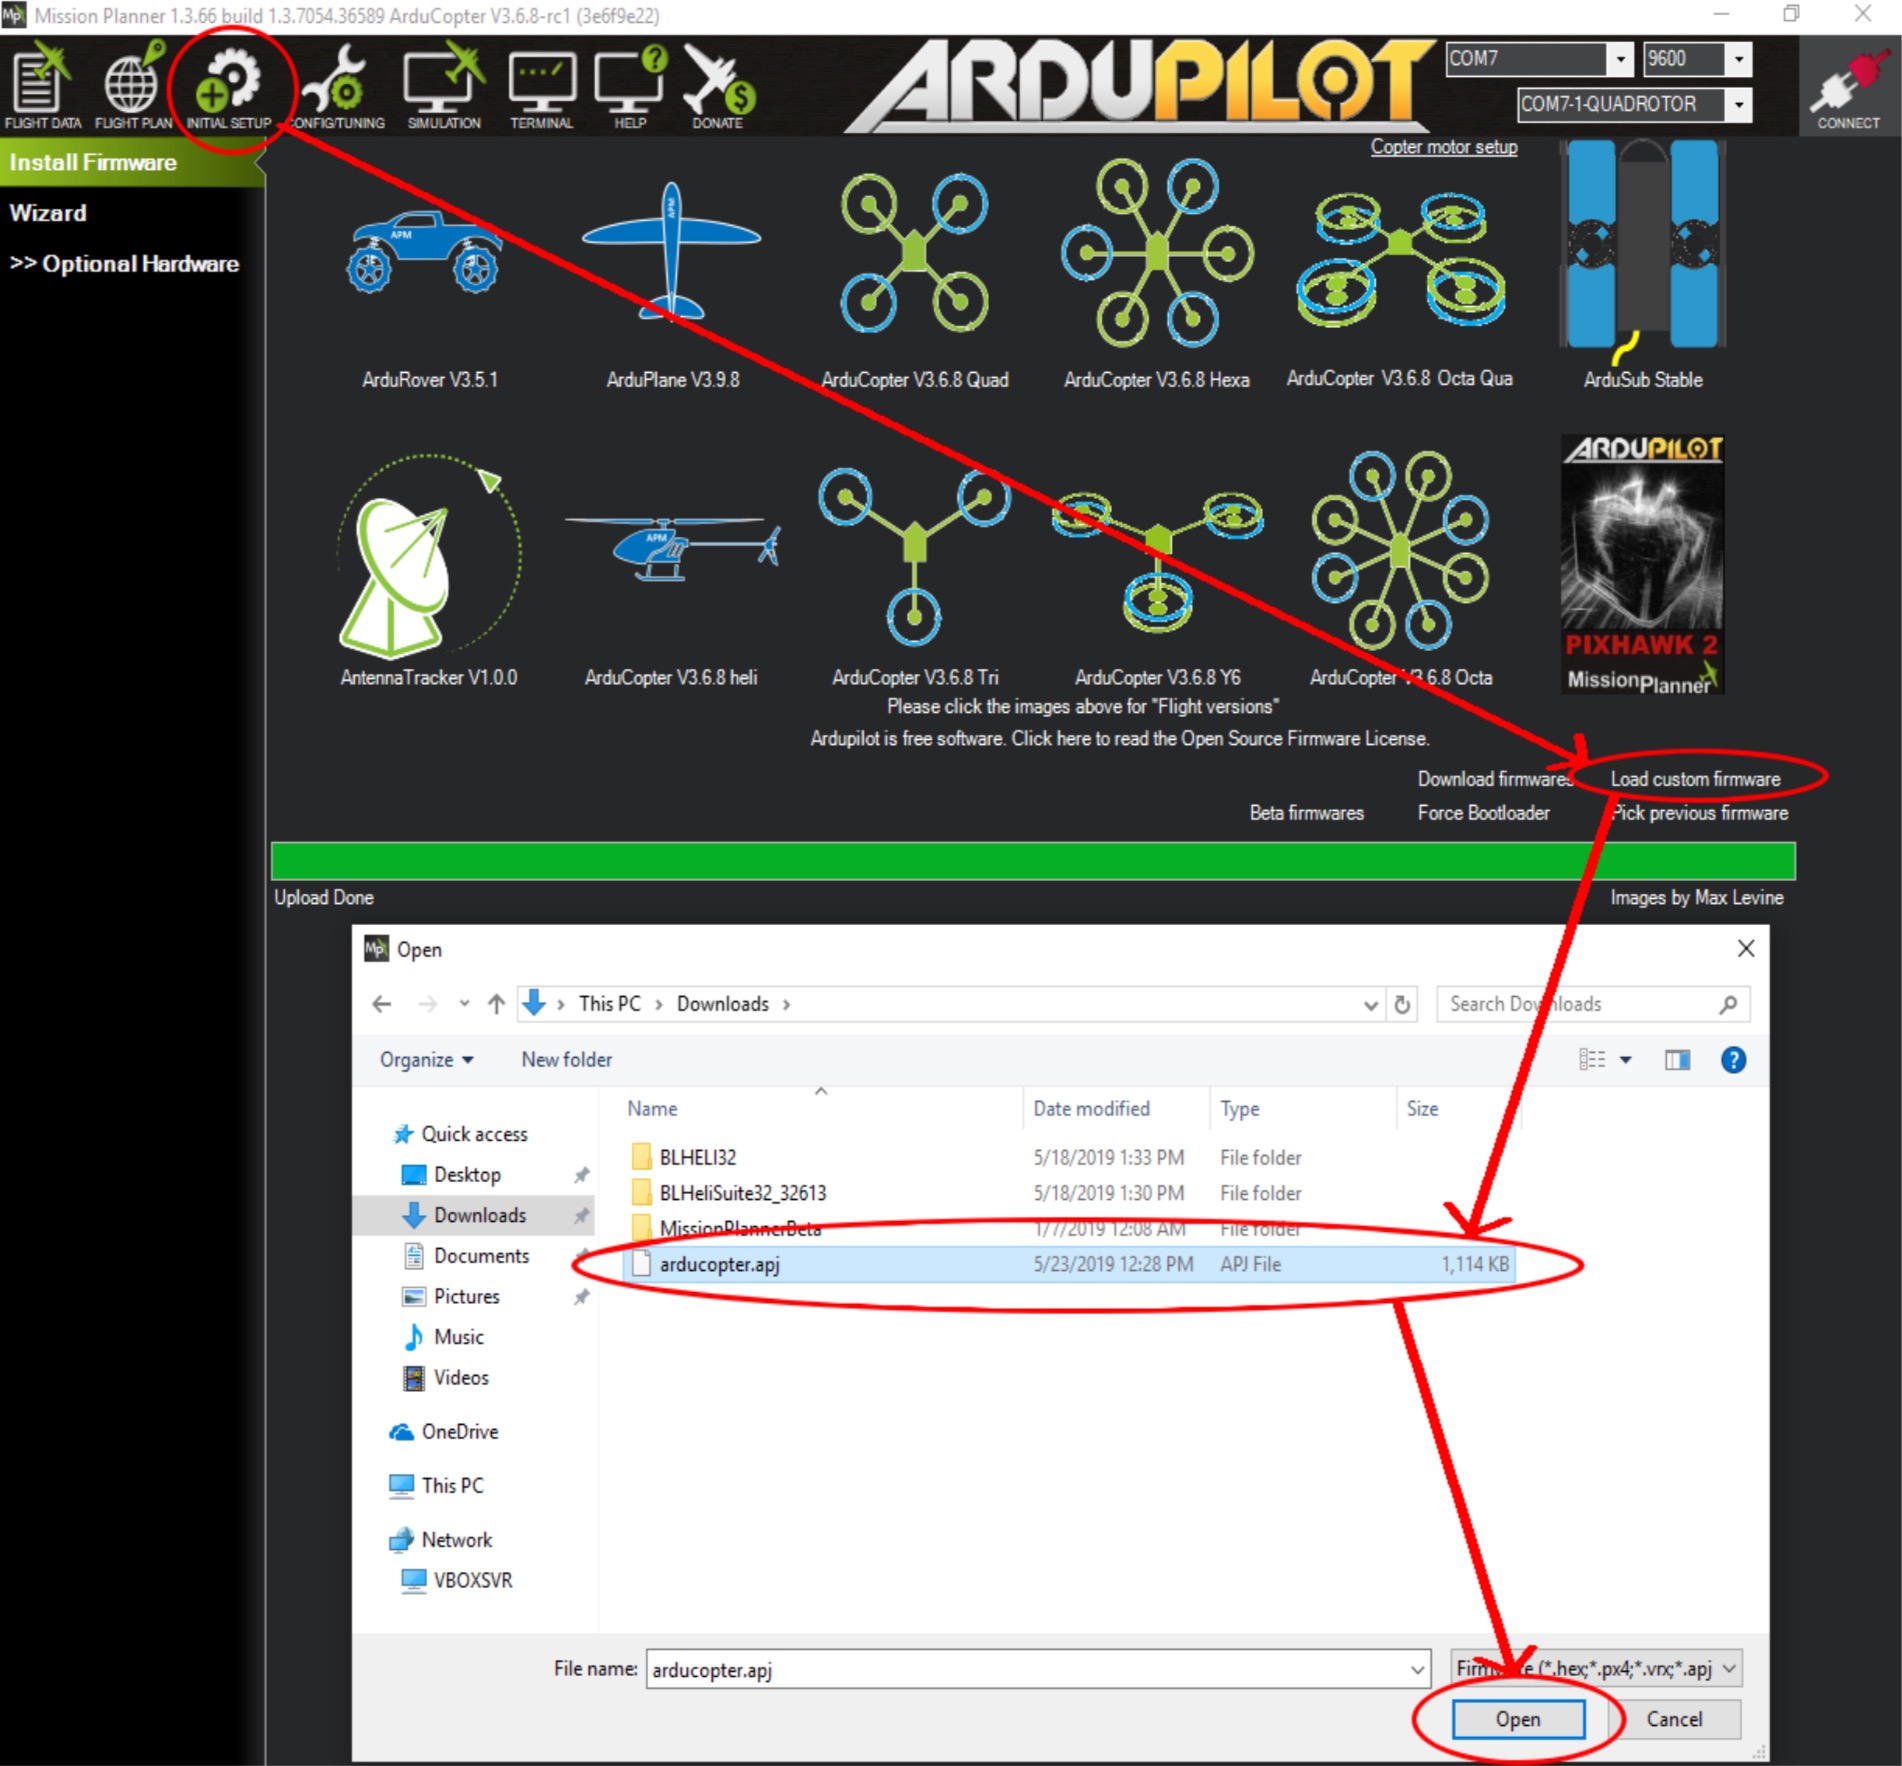 Mission Planner 1.3.66 build 1.3.7054.36589 ArduCopter V3.6.8-rc1 (3e6f9e22)
FLIGHT DATA FLIGHT PLAN INITIAL SETUP CONFIG/TUNING SIMULATION TERMINAL HELP DONATE
ARDUPILOT
COM7 9600
COM7-1-QUADROTOR
CONNECT
Install Firmware
Wizard
>> Optional Hardware
Copter motor setup
APM
APM
ArduRover V3.5.1 ArduPlane V3.9.8 ArduCopter V3.6.8 Quad ArduCopter V3.6.8 Hexa ArduCopter V3.6.8 Octa Qua ArduSub Stable
APM
ARDUPILOT
PIXHAWK 2
MissionPlanner
AntennaTracker V1.0.0 ArduCopter V3.6.8 heli ArduCopter V3.6.8 Tri ArduCopter V3.6.8 Y6 ArduCopter V3.6.8 Octa
Please click the images above for "Flight versions"
Ardupilot is free software. Click here to read the Open Source Firmware License.
Download firmwares Load custom firmware
Beta firmwares Force Bootloader Pick previous firmware
Upload Done Images by Max Levine
Mp Open
This PC > Downloads > Search Downloads
Organize New folder
Name Date modified Type Size
Quick access
Desktop
Downloads
Documents
Pictures
Music
Videos
OneDrive
This PC
Network
VBOXSVR
BLHELI32 5/18/2019 1:33 PM File folder
BLHeliSuite32_32613 5/18/2019 1:30 PM File folder
MissionPlannerBeta 1/7/2019 12:08 AM File folder
arducopter.apj 5/23/2019 12:28 PM APJ File 1,114 KB
File name: arducopter.apj Firmware (*.hex;*.px4;*.vrx;*.apj
Open Cancel